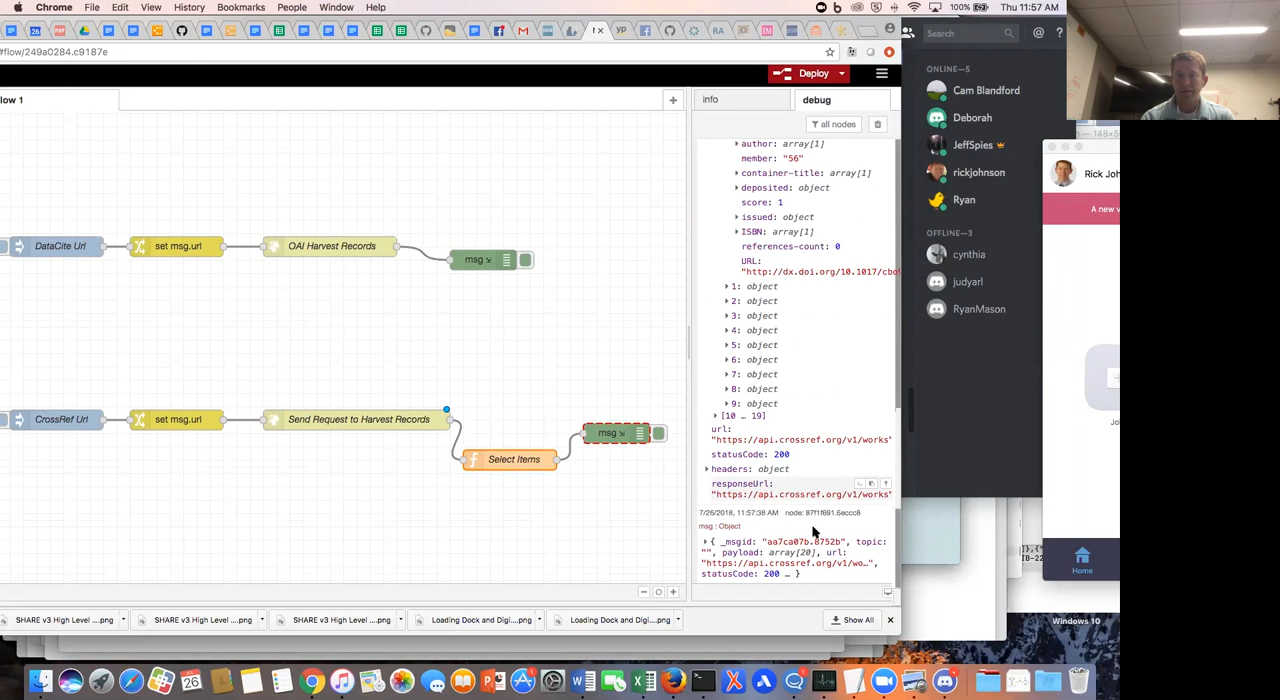 Chrome File Edit View History Bookmarks People Window Help
100% Thu 11:57 AM
#flow/249a0284.c9187e
Deploy
low 1
info debug
all nodes
author: array[1]
member: "56"
container-title: array[1]
deposited: object
score: 1
issued: object
ISBN: array[1]
references-count: 0
URL:
"http://dx.doi.org/10.1017/cbo9
1: object
2: object
3: object
4: object
5: object
6: object
7: object
8: object
9: object
[10 … 19]
url:
"https://api.crossref.org/v1/works"
statusCode: 200
headers: object
responseUrl:
"https://api.crossref.org/v1/works"
7/26/2018, 11:57:38 AM node: 87f1f691.6eccc8
msg : Object
{ _msgid: "aa7ca07b.8752b", topic:
"", payload: array[20], url:
"https://api.crossref.org/v1/wo…",
statusCode: 200 … }
DataCite Url
set msg.url
OAI Harvest Records
msg
CrossRef Url
set msg.url
Send Request to Harvest Records
Select Items
msg
Search
ONLINE—5
Cam Blandford
Deborah
JeffSpies
rickjohnson
Ryan
OFFLINE—3
cynthia
judyarl
RyanMason
Rick Joh
A new v
Home
Windows 10
SHARE v3 High Level ....png
SHARE v3 High Level ....png
SHARE v3 High Level ....png
Loading Dock and Digi....png
Loading Dock and Digi....png
Show All